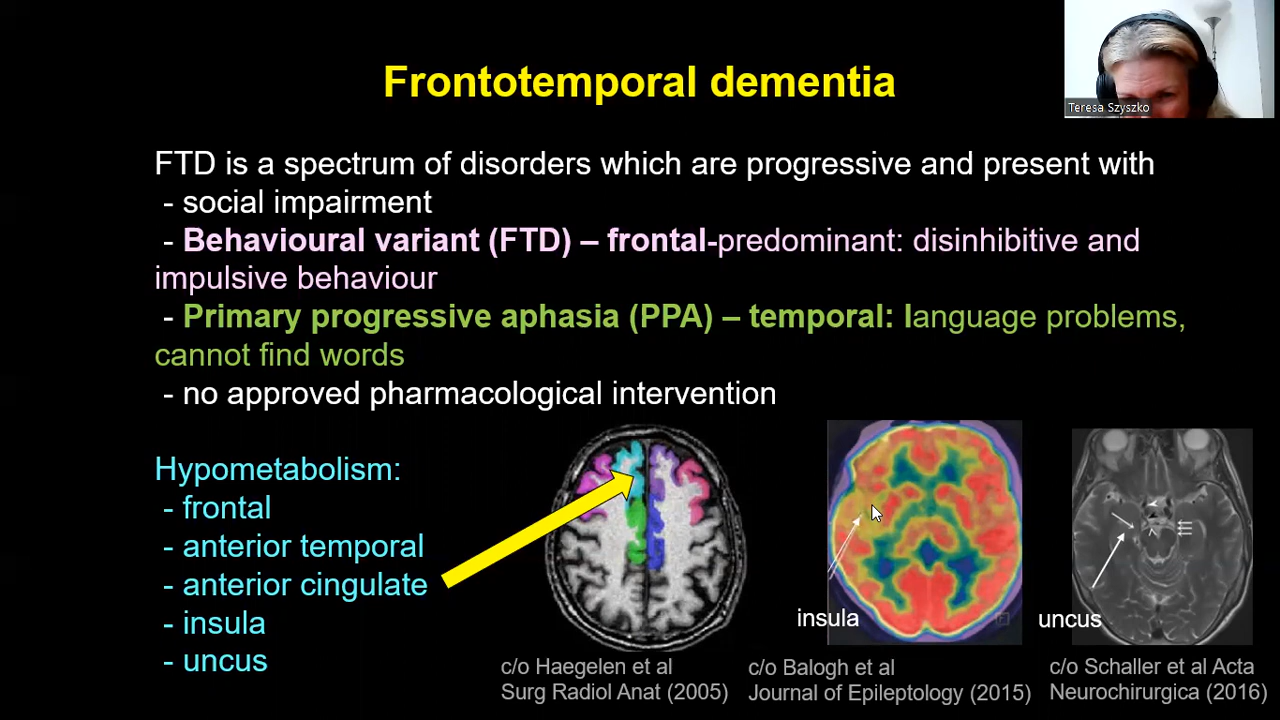 Frontotemporal dementia
Teresa Szyszko
FTD is a spectrum of disorders which are progressive and present with
- social impairment
- Behavioural variant (FTD) – frontal-predominant: disinhibitive and
impulsive behaviour
- Primary progressive aphasia (PPA) – temporal: language problems,
cannot find words
- no approved pharmacological intervention
Hypometabolism:
- frontal
- anterior temporal
- anterior cingulate
- insula
- uncus
insula
uncus
c/o Haegelen et al
Surg Radiol Anat (2005)
c/o Balogh et al
Journal of Epileptology (2015)
c/o Schaller et al Acta
Neurochirurgica (2016)